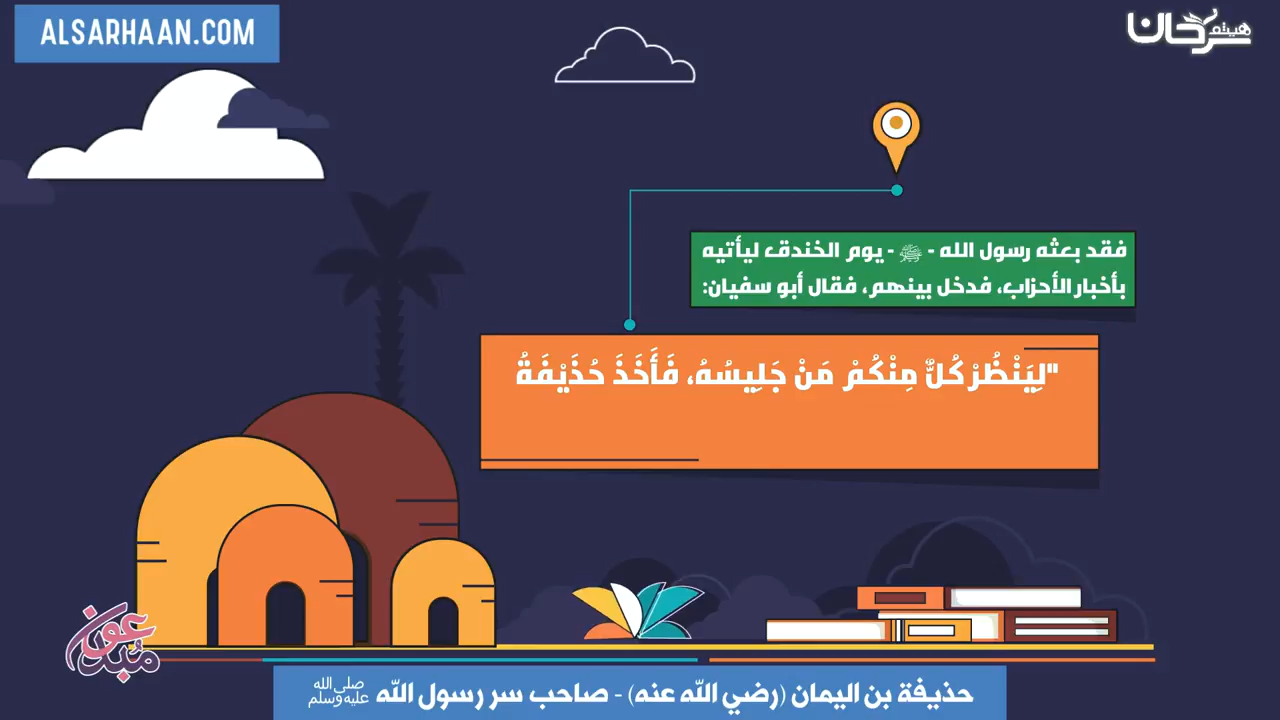 ALSARHAAN.COM
هيثم سرحان
فقد بعثه رسول الله - ﷺ - يوم الخندق ليأتيه
بأخبار الأحزاب، فدخل بينهم، فقال أبو سفيان:
"لِيَنْظُرْ كُلٌّ مِنْكُمْ مَنْ جَلِيسُهُ، فَأَخَذَ حُذَيْفَةُ
مبدعون
حذيفة بن اليمان (رضي الله عنه) - صاحب سر رسول الله صلى الله عليه وسلم